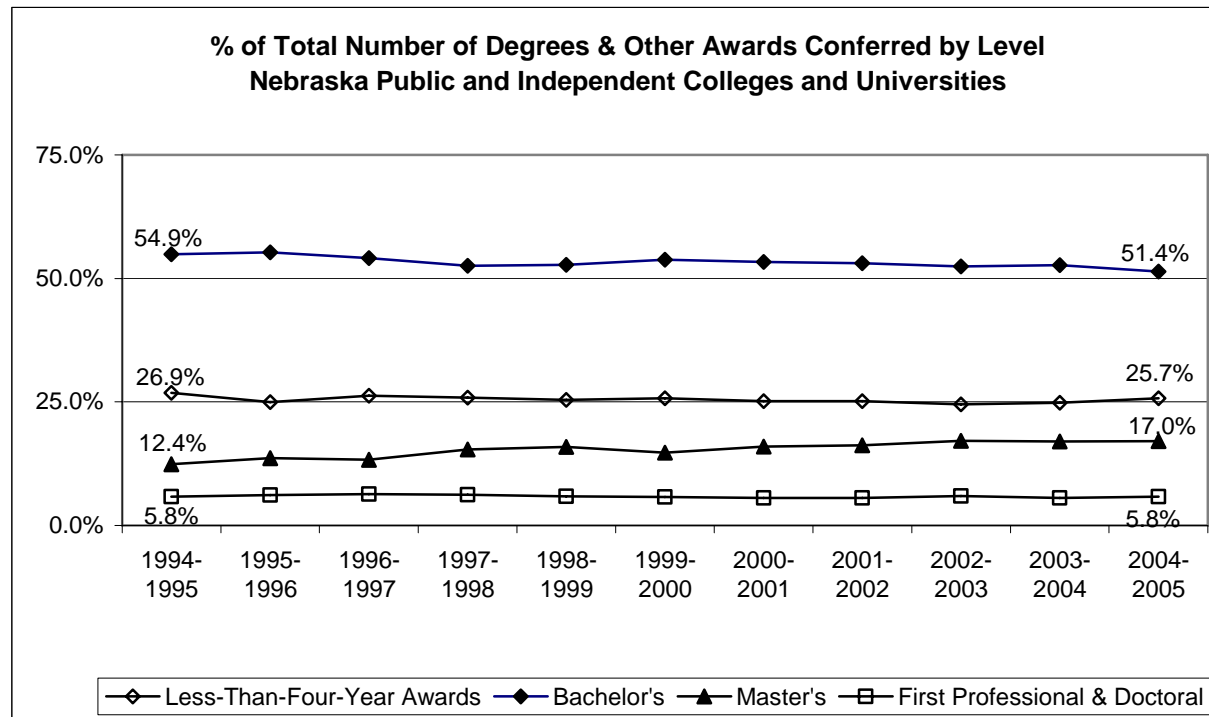 % of Total Number of Degrees & Other Awards Conferred by Level
Nebraska Public and Independent Colleges and Universities
75.0%
54.9%
51.4%
50.0%
26.9%
25.7%
25.0%
12.4%
17.0%
5.8%
5.8%
0.0%
1994- 1995- 1996- 1997- 1998- 1999- 2000- 2001- 2002- 2003- 2004-
1995 1996 1997 1998 1999 2000 2001 2002 2003 2004 2005
Less-Than-Four-Year Awards Bachelor's Master's First Professional & Doctoral